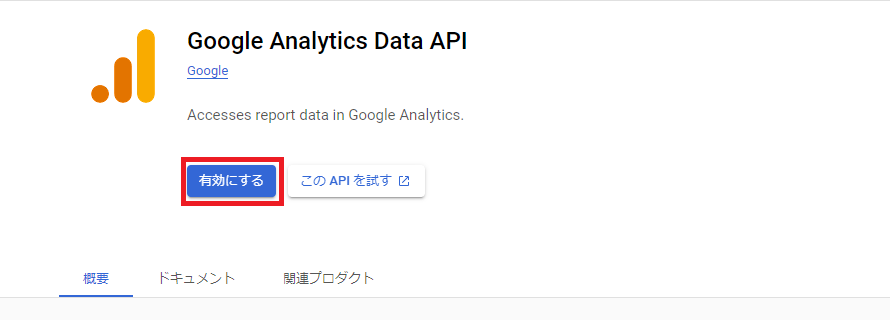 Google Analytics Data API
Google
Accesses report data in Google Analytics.
有効にする この API を試す
概要 ドキュメント 関連プロダクト